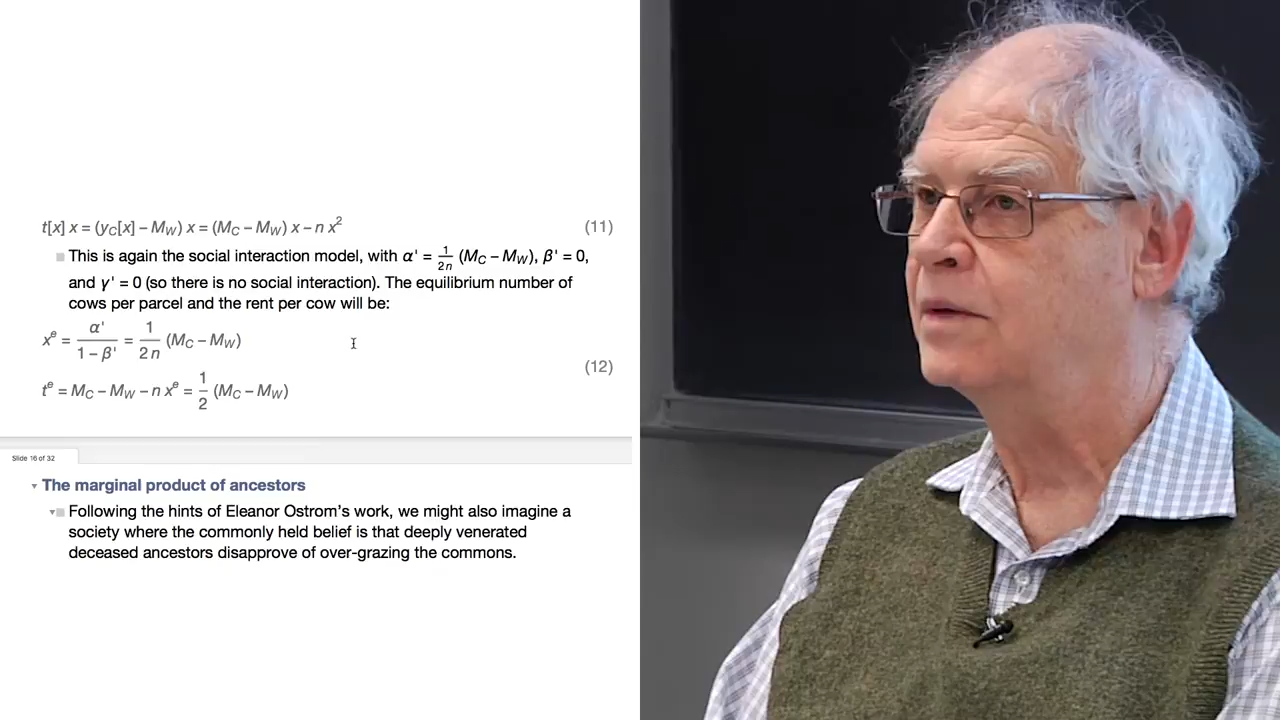 t[x] x = (y_C[x] – M_W) x = (M_C – M_W) x – n x² (11)
This is again the social interaction model, with α' = 1/(2n) (M_C – M_W), β' = 0,
and γ' = 0 (so there is no social interaction). The equilibrium number of
cows per parcel and the rent per cow will be:
x^e = α'/(1 – β') = 1/(2n) (M_C – M_W)
(12)
t^e = M_C – M_W – n x^e = 1/2 (M_C – M_W)
Slide 16 of 32
The marginal product of ancestors
Following the hints of Eleanor Ostrom's work, we might also imagine a
society where the commonly held belief is that deeply venerated
deceased ancestors disapprove of over-grazing the commons.